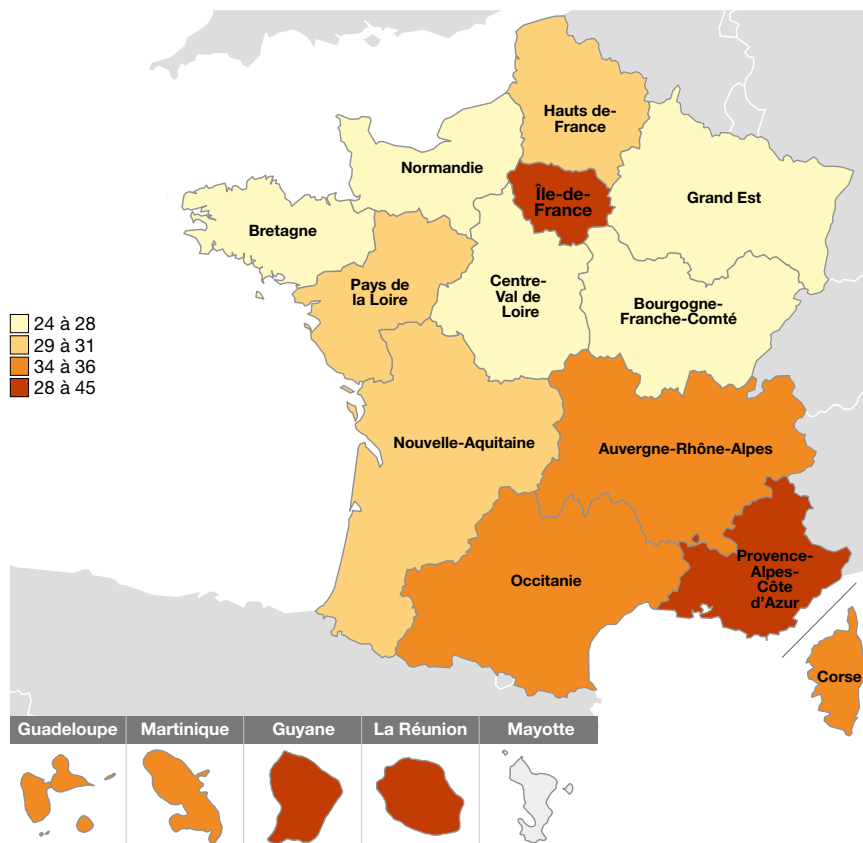 Hauts de-
France
Normandie
Île-de-
France
Grand Est
Bretagne
Pays de
la Loire
Centre-
Val de
Loire
Bourgogne-
Franche-Comté
24 à 28
29 à 31
34 à 36
28 à 45
Nouvelle-Aquitaine
Auvergne-Rhône-Alpes
Occitanie
Provence-
Alpes-
Côte
d'Azur
Corse
Guadeloupe
Martinique
Guyane
La Réunion
Mayotte